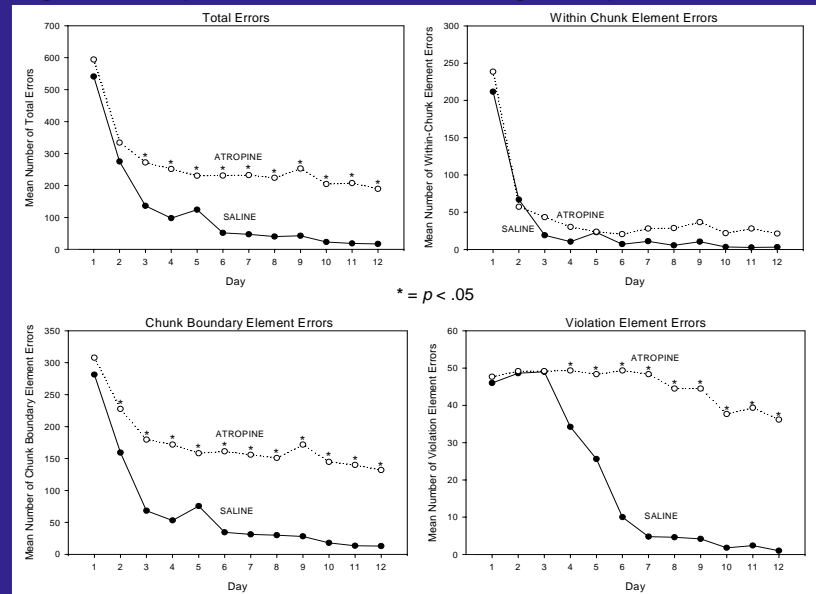 Total Errors
Mean Number of Total Errors
700
600
500
400
300
200
100
0
ATROPINE
* * * * * * * * * *
SALINE
1 2 3 4 5 6 7 8 9 10 11 12
Day
Within Chunk Element Errors
Mean Number of Within-Chunk Element Errors
300
250
200
150
100
50
0
ATROPINE
SALINE
1 2 3 4 5 6 7 8 9 10 11 12
Day
* = p < .05
Chunk Boundary Element Errors
Mean Number of Chunk Boundary Element Errors
350
300
250
200
150
100
50
0
ATROPINE
* * * * * * * * * * *
SALINE
1 2 3 4 5 6 7 8 9 10 11 12
Day
Violation Element Errors
Mean Number of Violation Element Errors
60
50
40
30
20
10
0
ATROPINE
* * * * * * * * *
SALINE
1 2 3 4 5 6 7 8 9 10 11 12
Day